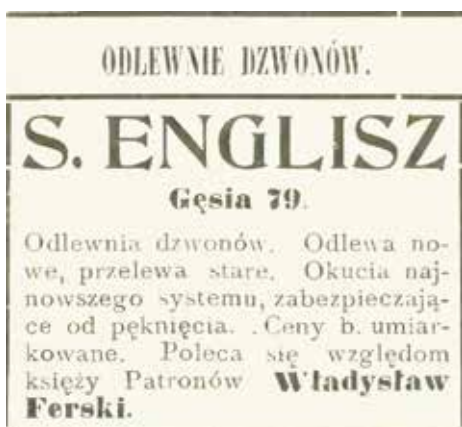 ODLEWNIE DZWONÓW.
S. ENGLISZ
Gęsia 79.
Odlewnia dzwonów. Odlewa no-
we, przelewa stare. Okucia naj-
nowszego systemu, zabezpieczają-
ce od pęknięcia. . Ceny b. umiar-
kowane. Poleca się względom
księży Patronów Władysław
Ferski.